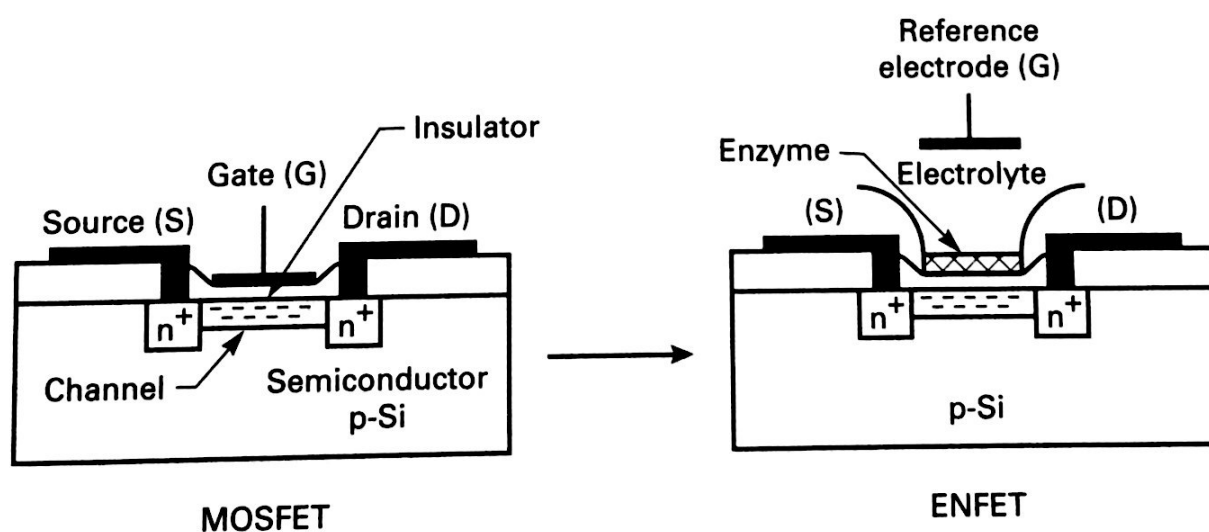 Reference
electrode (G)
Insulator
Enzyme
Electrolyte
Gate (G)
Source (S)
Drain (D)
(S)
(D)
n+
n+
n+
n+
Channel
Semiconductor
p-Si
p-Si
MOSFET
ENFET